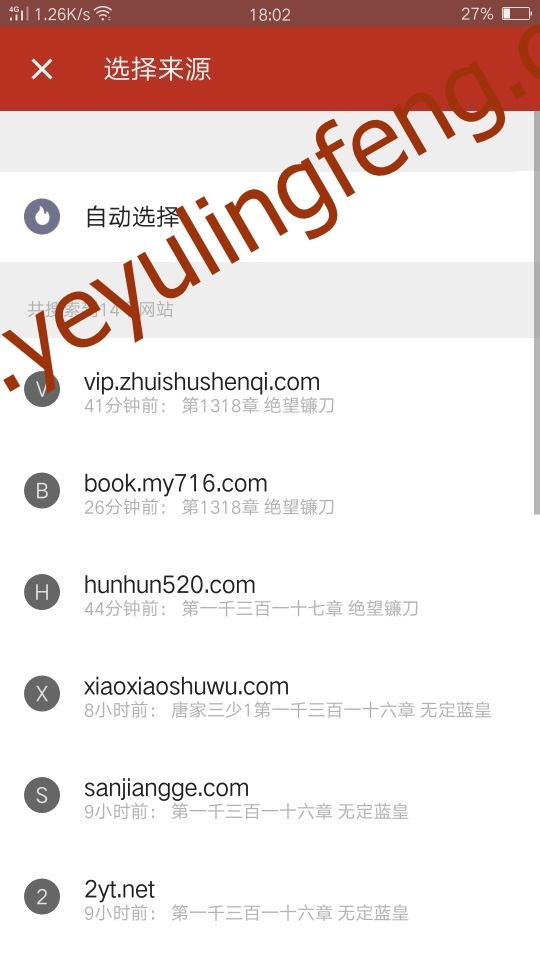 4G 1.26K/s 18:02 27%
选择来源
.yeyulingfeng.c
自动选择
共搜索到14个网站
V vip.zhuishushenqi.com
41分钟前： 第1318章 绝望镰刀
B book.my716.com
26分钟前： 第1318章 绝望镰刀
H hunhun520.com
44分钟前： 第一千三百一十七章 绝望镰刀
X xiaoxiaoshuwu.com
8小时前： 唐家三少1第一千三百一十六章 无定蓝皇
S sanjiangge.com
9小时前： 第一千三百一十六章 无定蓝皇
2 2yt.net
9小时前： 第一千三百一十六章 无定蓝皇